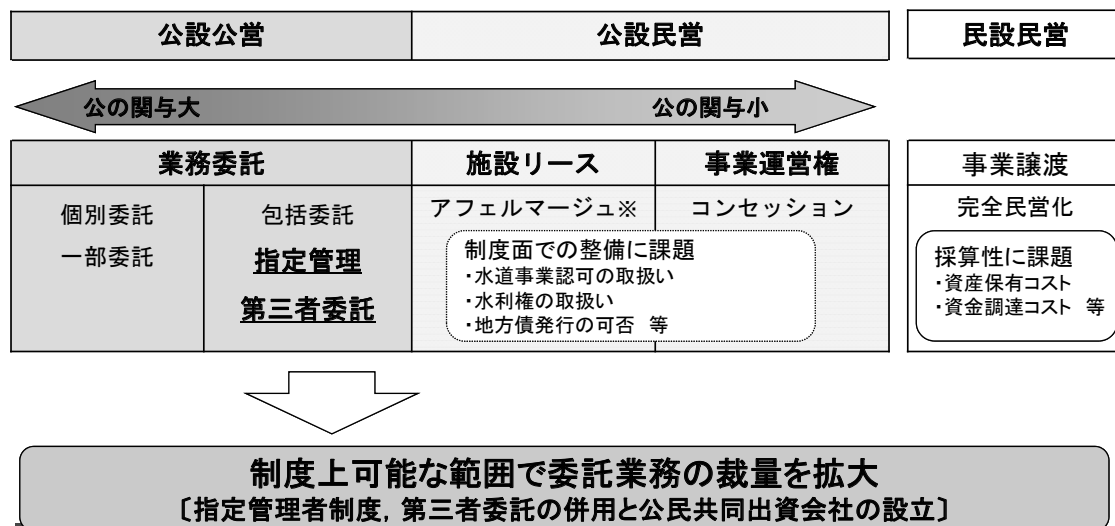 公設公営
公設民営
民設民営
公の関与大
公の関与小
業務委託
施設リース
事業運営権
事業譲渡
個別委託
包括委託
アフェルマージュ※
コンセッション
完全民営化
一部委託
指定管理
第三者委託
制度面での整備に課題
・水道事業認可の取扱い
・水利権の取扱い
・地方債発行の可否 等
採算性に課題
・資産保有コスト
・資金調達コスト 等
制度上可能な範囲で委託業務の裁量を拡大
〔指定管理者制度,第三者委託の併用と公民共同出資会社の設立〕